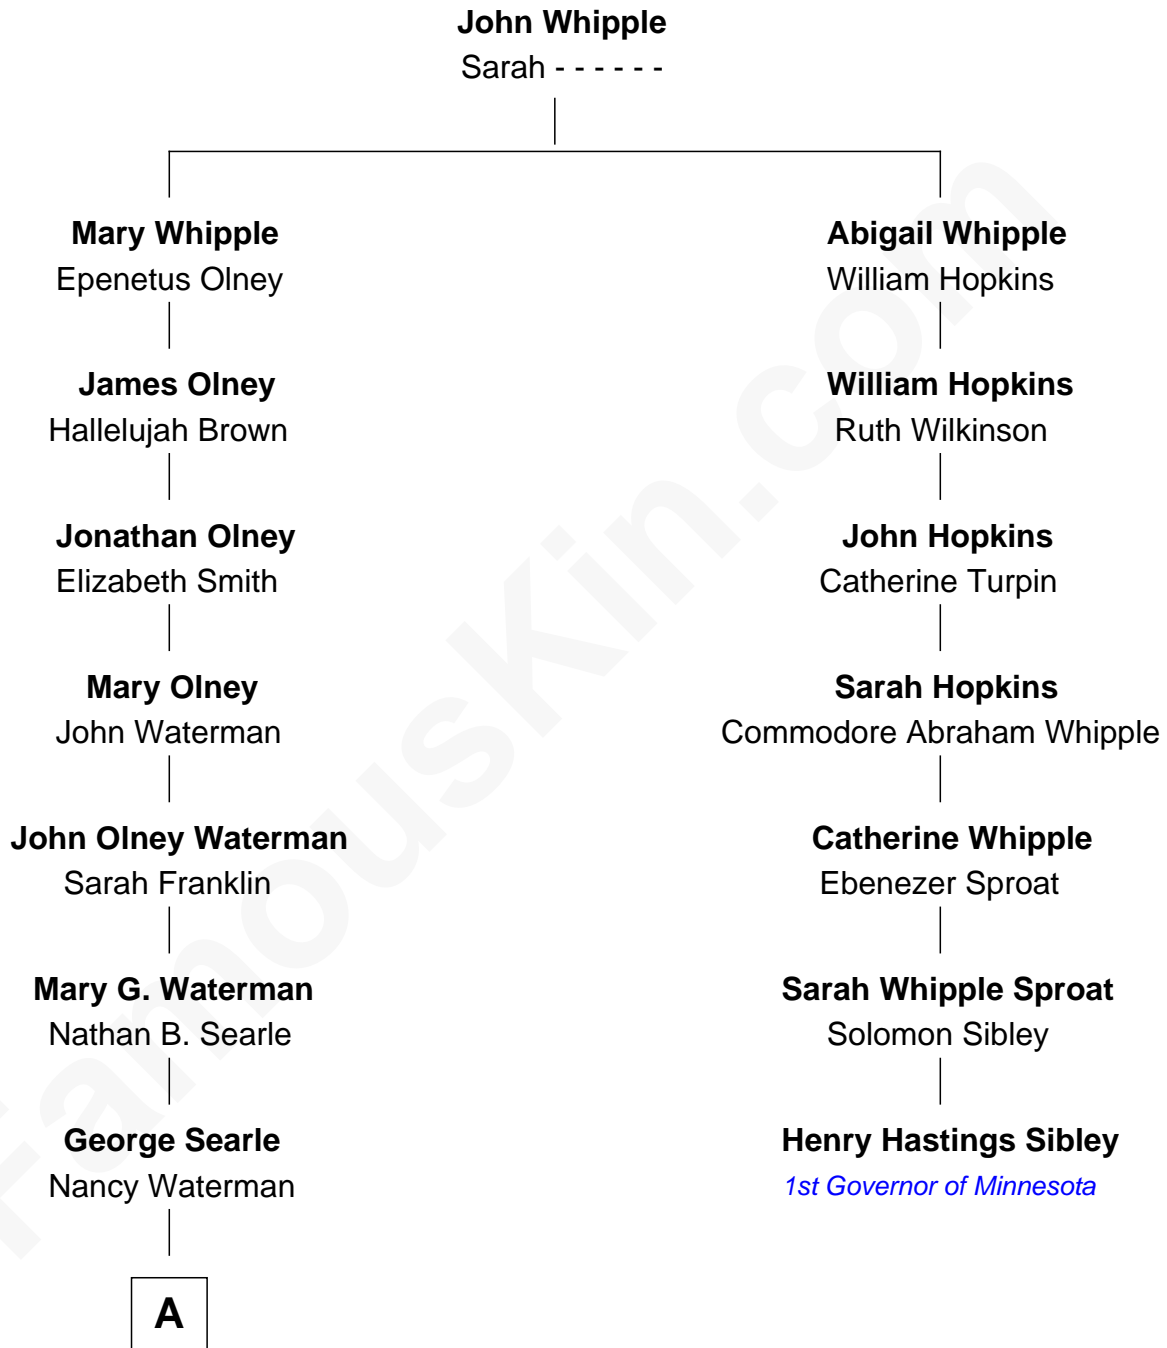 John Whipple
Sarah - - - - - -
Mary Whipple
Epenetus Olney
James Olney
Hallelujah Brown
Jonathan Olney
Elizabeth Smith
Mary Olney
John Waterman
John Olney Waterman
Sarah Franklin
Mary G. Waterman
Nathan B. Searle
George Searle
Nancy Waterman
A
Abigail Whipple
William Hopkins
William Hopkins
Ruth Wilkinson
John Hopkins
Catherine Turpin
Sarah Hopkins
Commodore Abraham Whipple
Catherine Whipple
Ebenezer Sproat
Sarah Whipple Sproat
Solomon Sibley
Henry Hastings Sibley
1st Governor of Minnesota
FamousKin.com